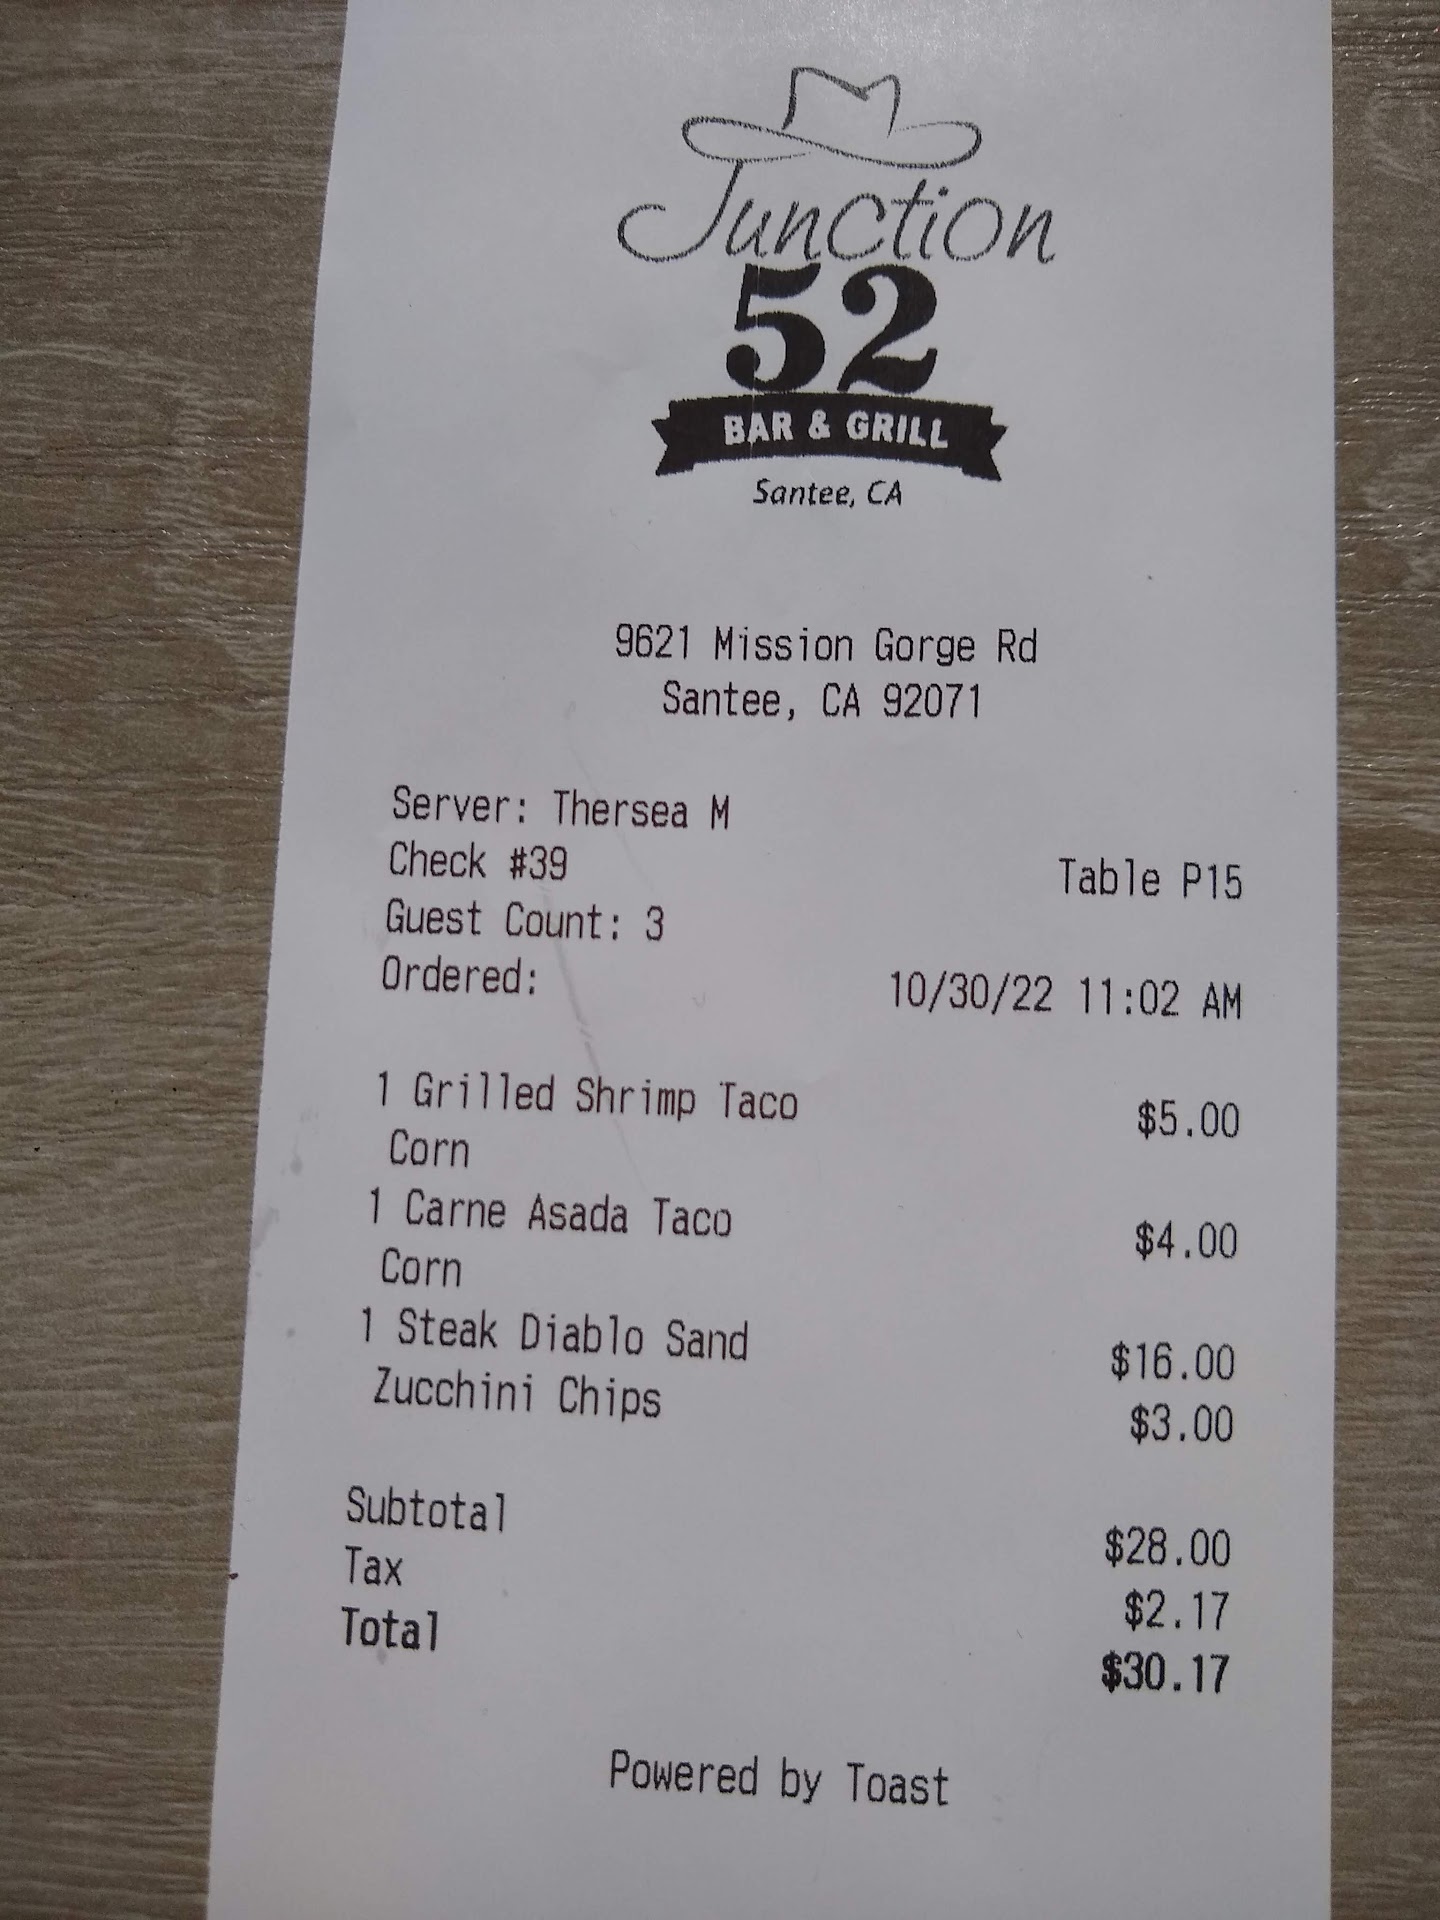 Junction
52
BAR & GRILL
Santee, CA
9621 Mission Gorge Rd
Santee, CA 92071
Server: Thersea M
Check #39 Table P15
Guest Count: 3
Ordered: 10/30/22 11:02 AM
1 Grilled Shrimp Taco $5.00
Corn
1 Carne Asada Taco $4.00
Corn
1 Steak Diablo Sand $16.00
Zucchini Chips $3.00
Subtotal $28.00
Tax $2.17
Total $30.17
Powered by Toast